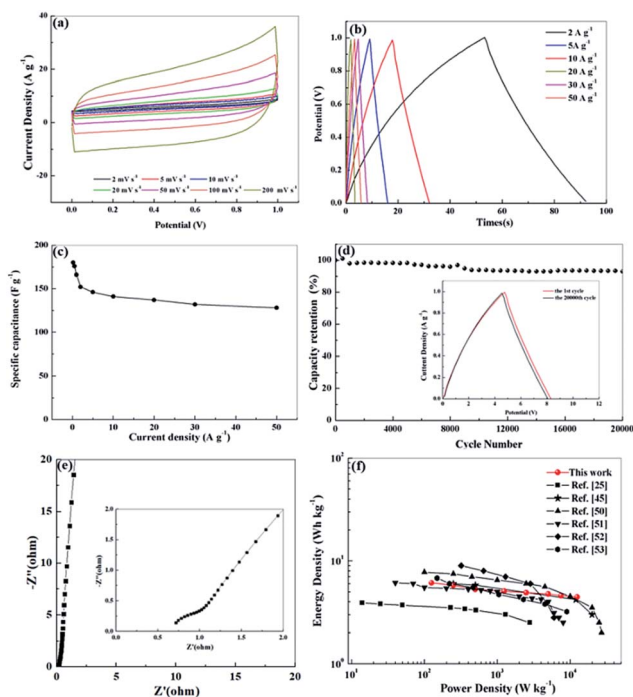 (a)
40
20
0
-20
Current Density (A g⁻¹)
0.0 0.2 0.4 0.6 0.8 1.0
Potential (V)
2 mV s⁻¹ 5 mV s⁻¹ 10 mV s⁻¹
20 mV s⁻¹ 50 mV s⁻¹ 100 mV s⁻¹ 200 mV s⁻¹
(b)
1.0
0.8
0.6
0.4
0.2
0.0
Potential (V)
0 20 40 60 80 100
Times(s)
2 A g⁻¹
5A g⁻¹
10 A g⁻¹
20 A g⁻¹
30 A g⁻¹
50 A g⁻¹
(c)
200
150
100
50
0
Specific capacitance (F g⁻¹)
0 10 20 30 40 50
Current density (A g⁻¹)
(d)
100
80
60
40
20
0
Capacity retention (%)
0 4000 8000 12000 16000 20000
Cycle Number
the 1st cycle
the 20000th cycle
1.0
0.8
0.6
0.4
0.2
0.0
0 3 6 9 12
Potential (V)
(e)
20
15
10
5
0
-Z''(ohm)
0 5 10 15 20
Z'(ohm)
2.0
1.5
1.0
0.5
0.0
-Z''(ohm)
0.0 0.5 1.0 1.5 2.0
Z'(ohm)
(f)
10²
10¹
10⁰
Energy Density (Wh kg⁻¹)
10¹ 10² 10³ 10⁴
Power Density (W kg⁻¹)
This work
Ref. [25]
Ref. [45]
Ref. [50]
Ref. [51]
Ref. [52]
Ref. [53]